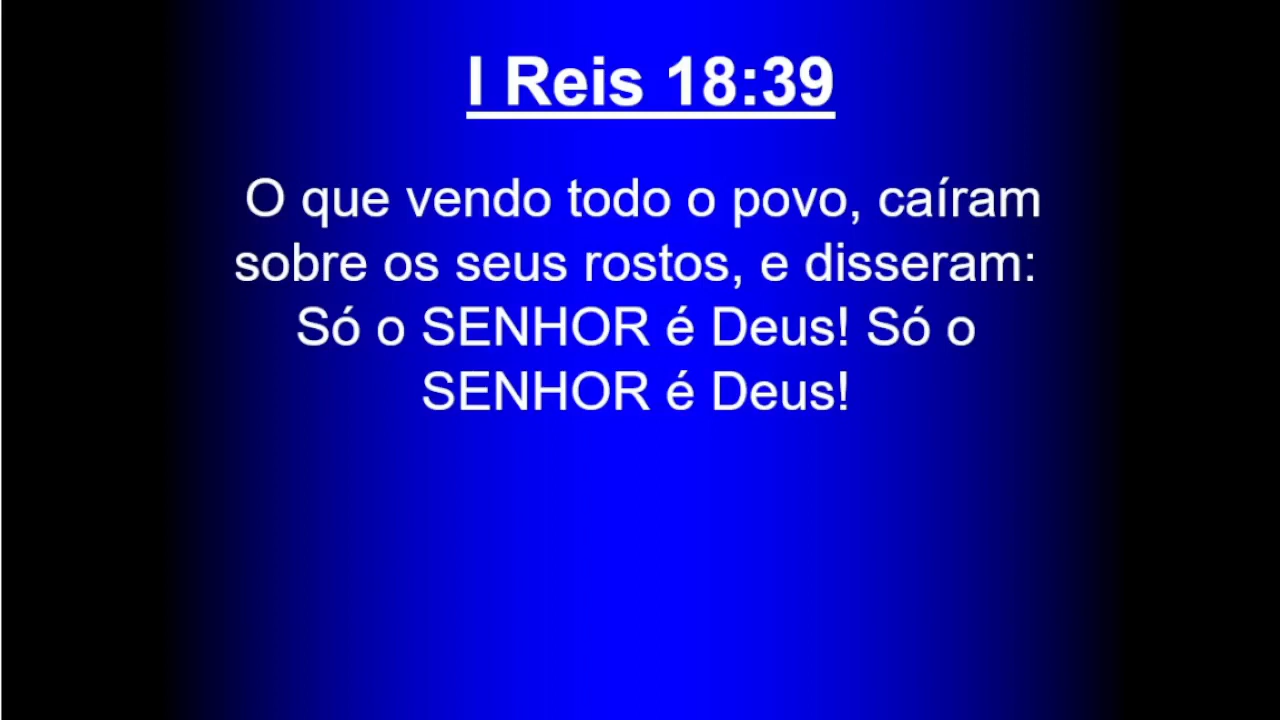 I Reis 18:39
O que vendo todo o povo, caíram
sobre os seus rostos, e disseram:
Só o SENHOR é Deus! Só o
SENHOR é Deus!